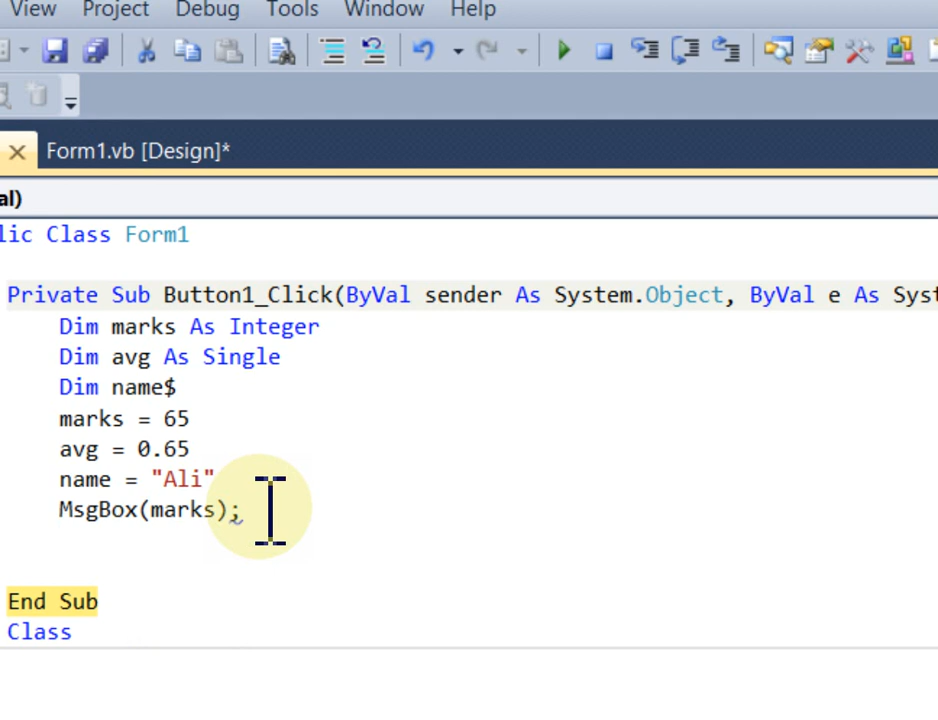 View Project Debug Tools Window Help
Form1.vb [Design]*
al)
lic Class Form1
Private Sub Button1_Click(ByVal sender As System.Object, ByVal e As Syst
Dim marks As Integer
Dim avg As Single
Dim name$
marks = 65
avg = 0.65
name = "Ali"
MsgBox(marks);
End Sub
Class